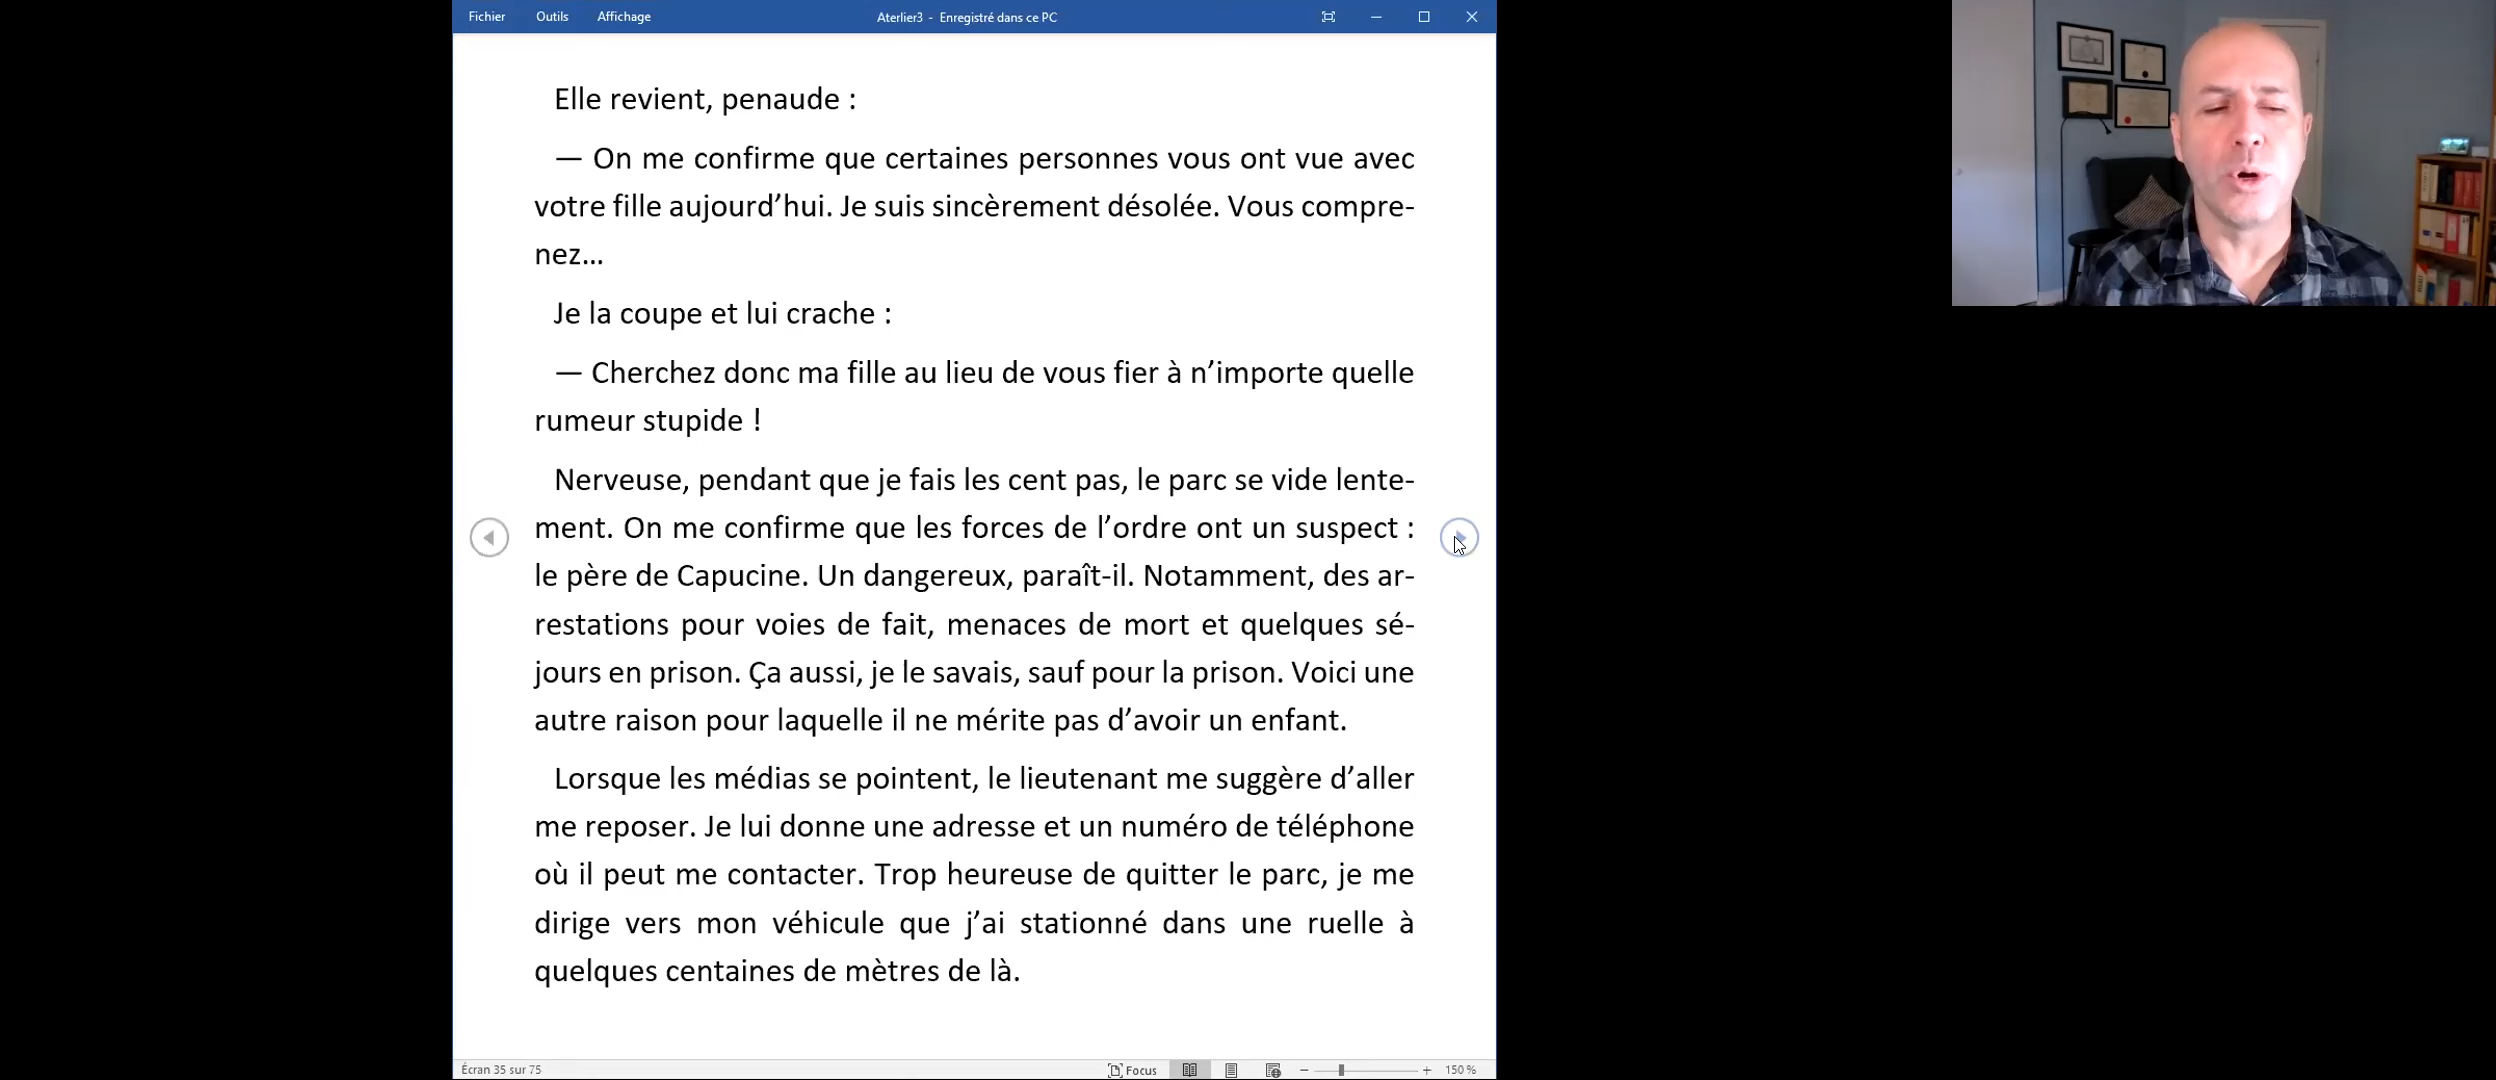 Fichier Outils Affichage Aterlier3 - Enregistré dans ce PC
Elle revient, penaude :
— On me confirme que certaines personnes vous ont vue avec
votre fille aujourd’hui. Je suis sincèrement désolée. Vous compre-
nez…
Je la coupe et lui crache :
— Cherchez donc ma fille au lieu de vous fier à n’importe quelle
rumeur stupide !
Nerveuse, pendant que je fais les cent pas, le parc se vide lente-
ment. On me confirme que les forces de l’ordre ont un suspect :
le père de Capucine. Un dangereux, paraît-il. Notamment, des ar-
restations pour voies de fait, menaces de mort et quelques sé-
jours en prison. Ça aussi, je le savais, sauf pour la prison. Voici une
autre raison pour laquelle il ne mérite pas d’avoir un enfant.
Lorsque les médias se pointent, le lieutenant me suggère d’aller
me reposer. Je lui donne une adresse et un numéro de téléphone
où il peut me contacter. Trop heureuse de quitter le parc, je me
dirige vers mon véhicule que j’ai stationné dans une ruelle à
quelques centaines de mètres de là.
Écran 35 sur 75 Focus 150 %